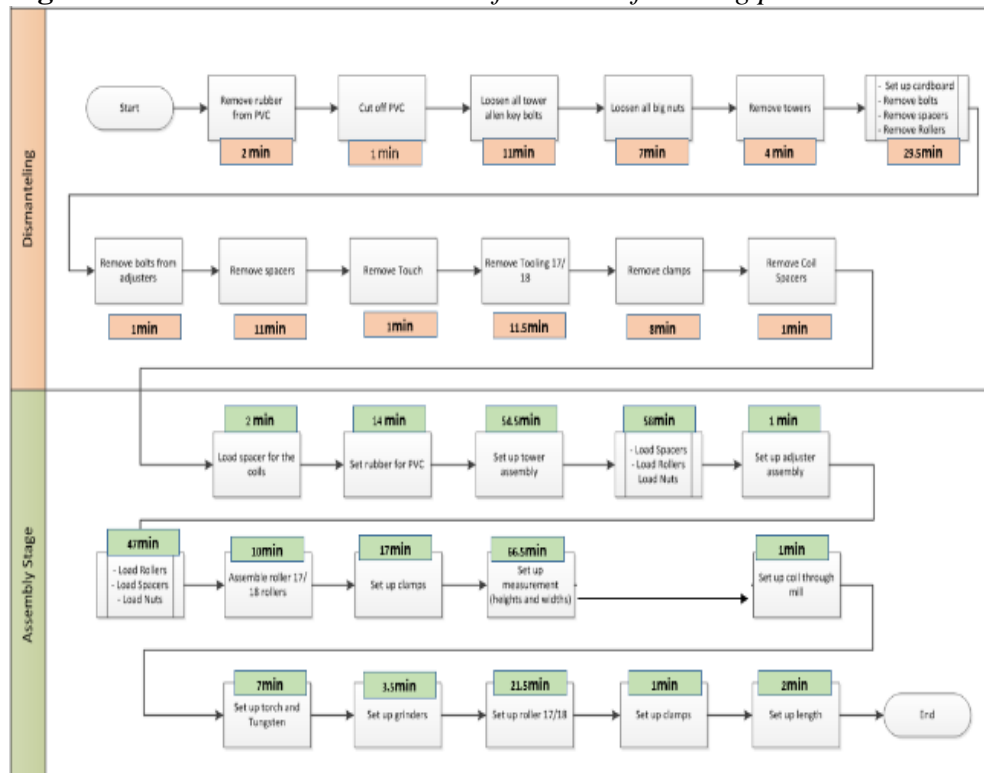 Dismanteling
Start
Remove rubber
from PVC
2 min
Cut off PVC
1 min
Loosen all tower
allen key bolts
11min
Loosen all big nuts
7min
Remove towers
4 min
- Set up cardboard
- Remove bolts
- Remove spacers
- Remove Rollers
29.5min
Remove bolts from
adjusters
1min
Remove spacers
11min
Remove Touch
1min
Remove Tooling 17/
18
11.5min
Remove clamps
8min
Remove Coil
Spacers
1min
Assembly Stage
2 min
Load spacer for the
coils
14 min
Set rubber for PVC
Set up tower
assembly
58min
- Load Spacers
- Load Rollers
Load Nuts
1 min
Set up adjuster
assembly
47min
- Load Rollers
- Load Spacers
- Load Nuts
10min
Assemble roller 17/
18 rollers
17min
Set up clamps
66.5min
Set up
measurement
(heights and widths)
1min
Set up coil through
mill
7min
Set up torch and
Tungsten
3.5min
Set up grinders
21.5min
Set up roller 17/18
1min
Set up clamps
2min
Set up length
End